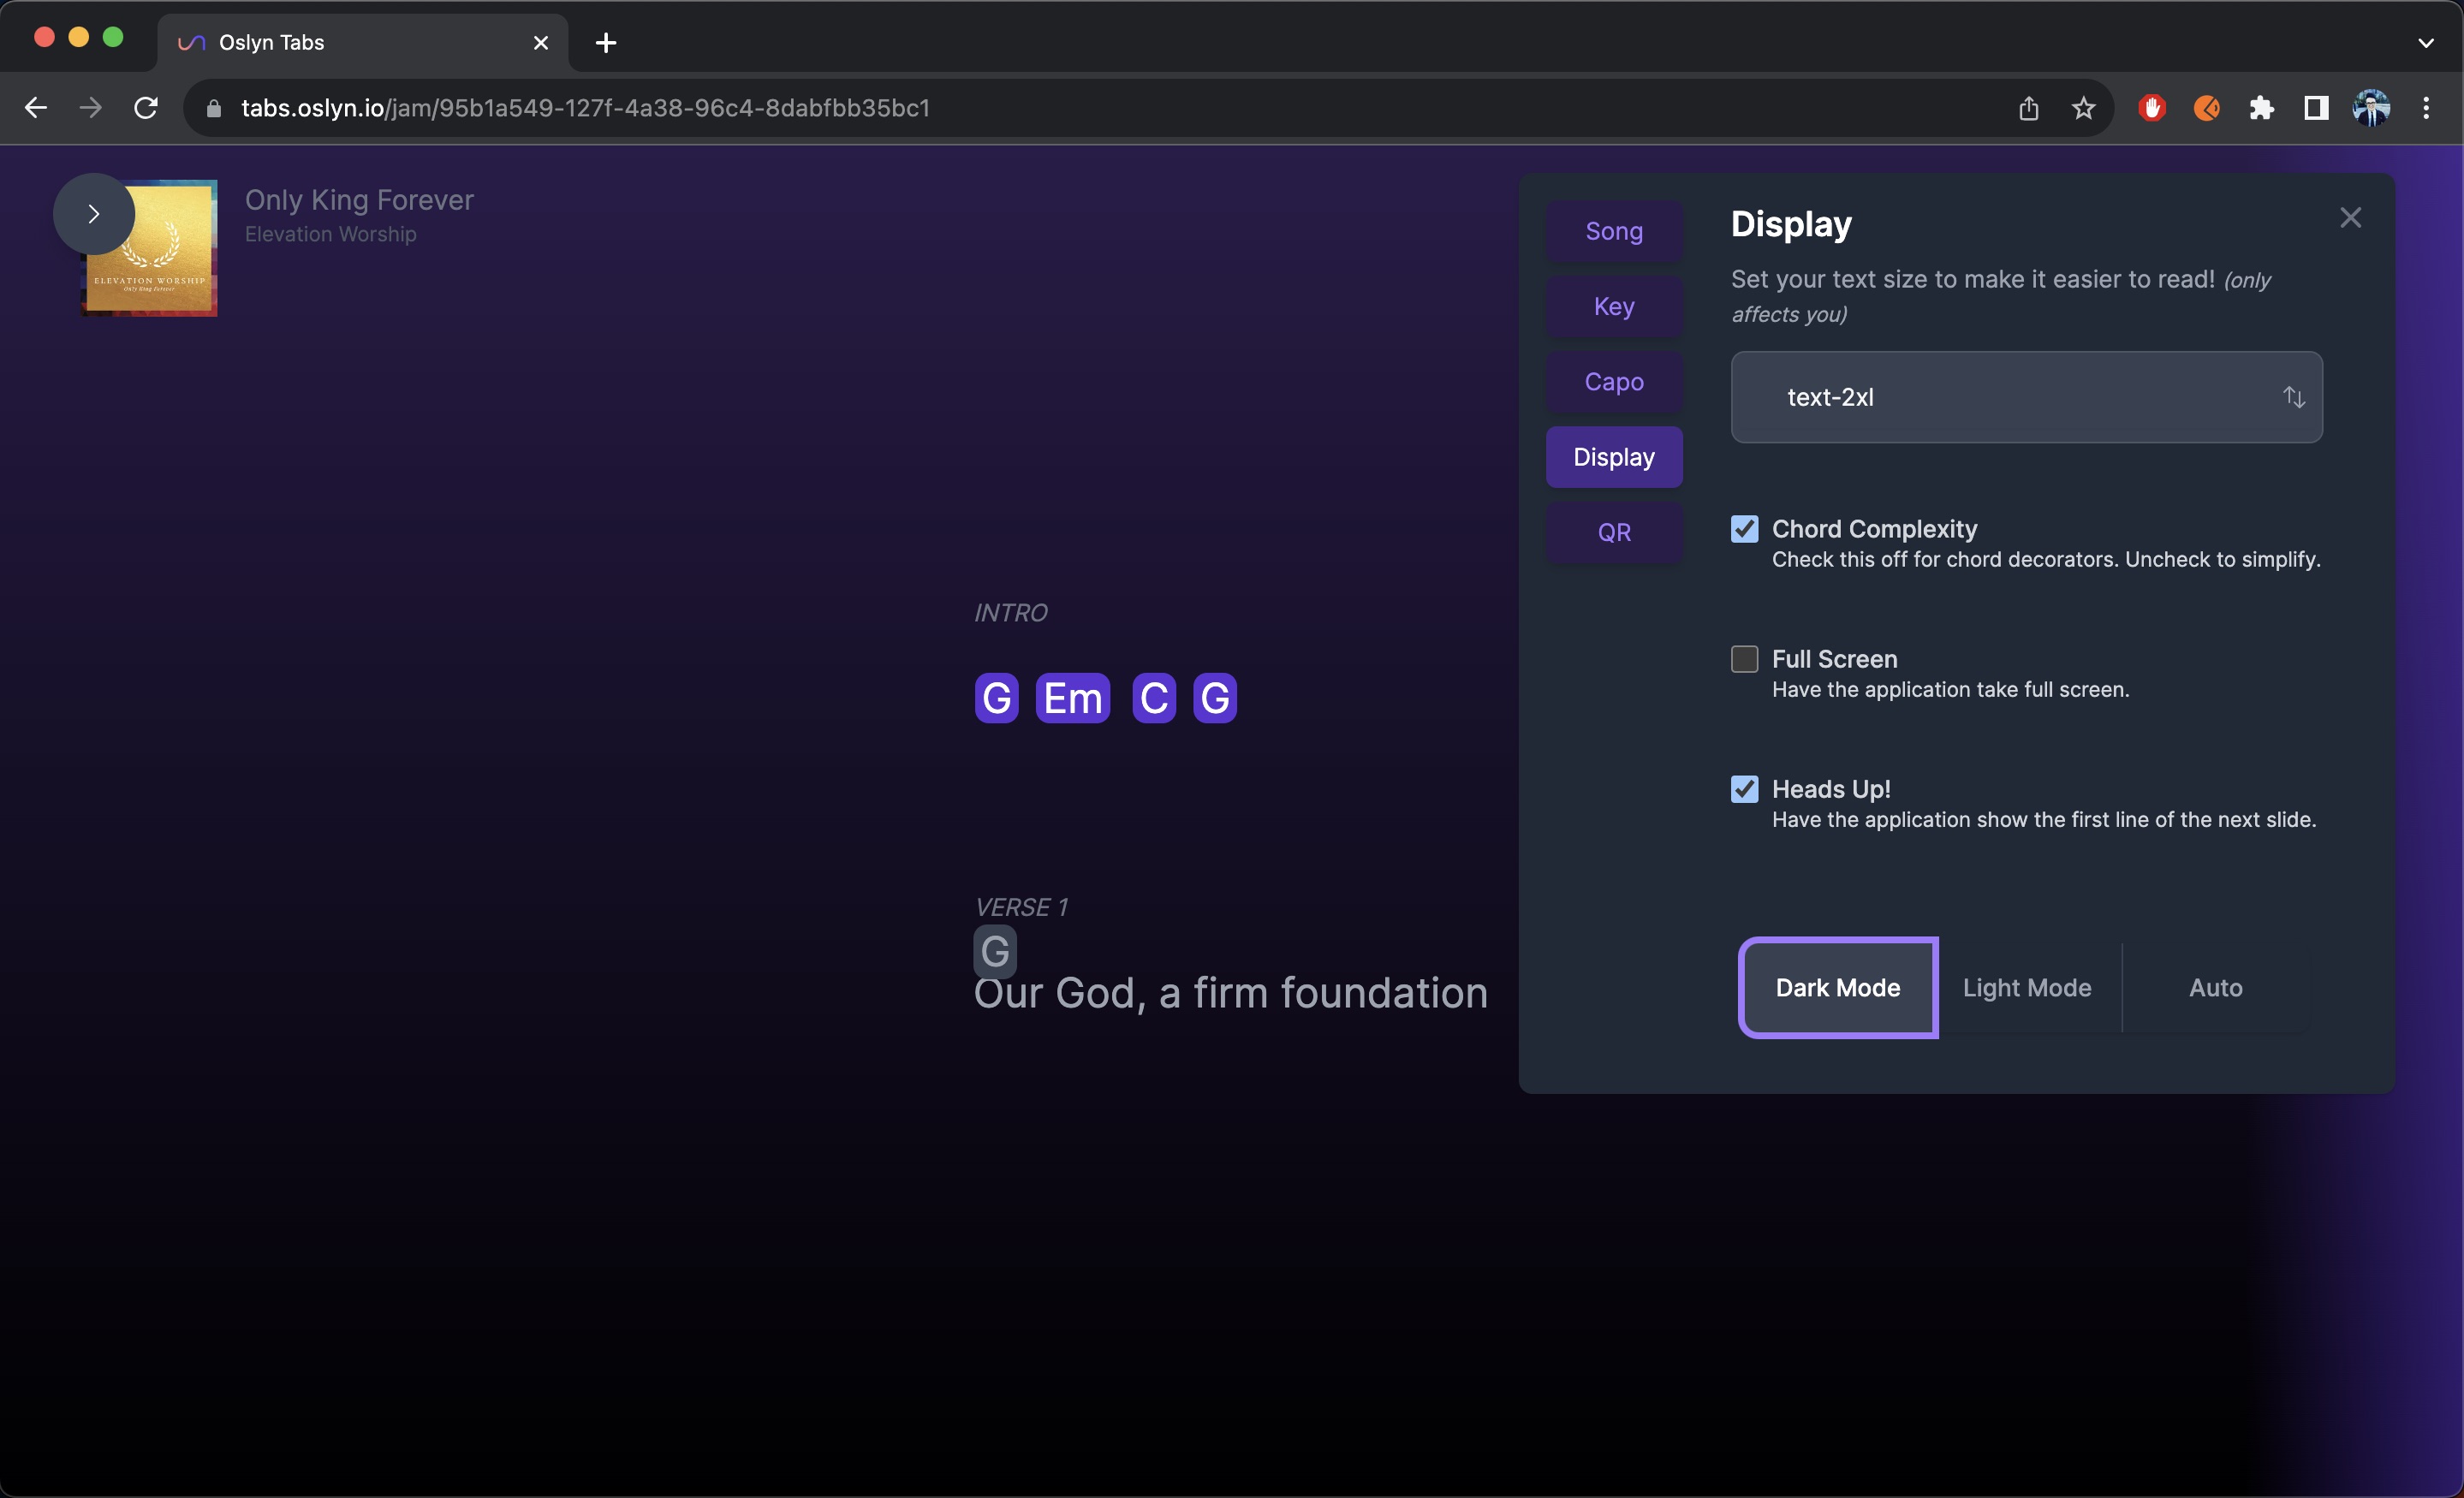 Oslyn Tabs
tabs.oslyn.io/jam/95b1a549-127f-4a38-96c4-8dabfbb35bc1
Only King Forever
Elevation Worship
ELEVATION WORSHIP
Only King Forever
INTRO
G Em C G
VERSE 1
G
Our God, a firm foundation
Song
Key
Capo
Display
QR
Display
Set your text size to make it easier to read! (only
affects you)
text-2xl
Chord Complexity
Check this off for chord decorators. Uncheck to simplify.
Full Screen
Have the application take full screen.
Heads Up!
Have the application show the first line of the next slide.
Dark Mode Light Mode Auto